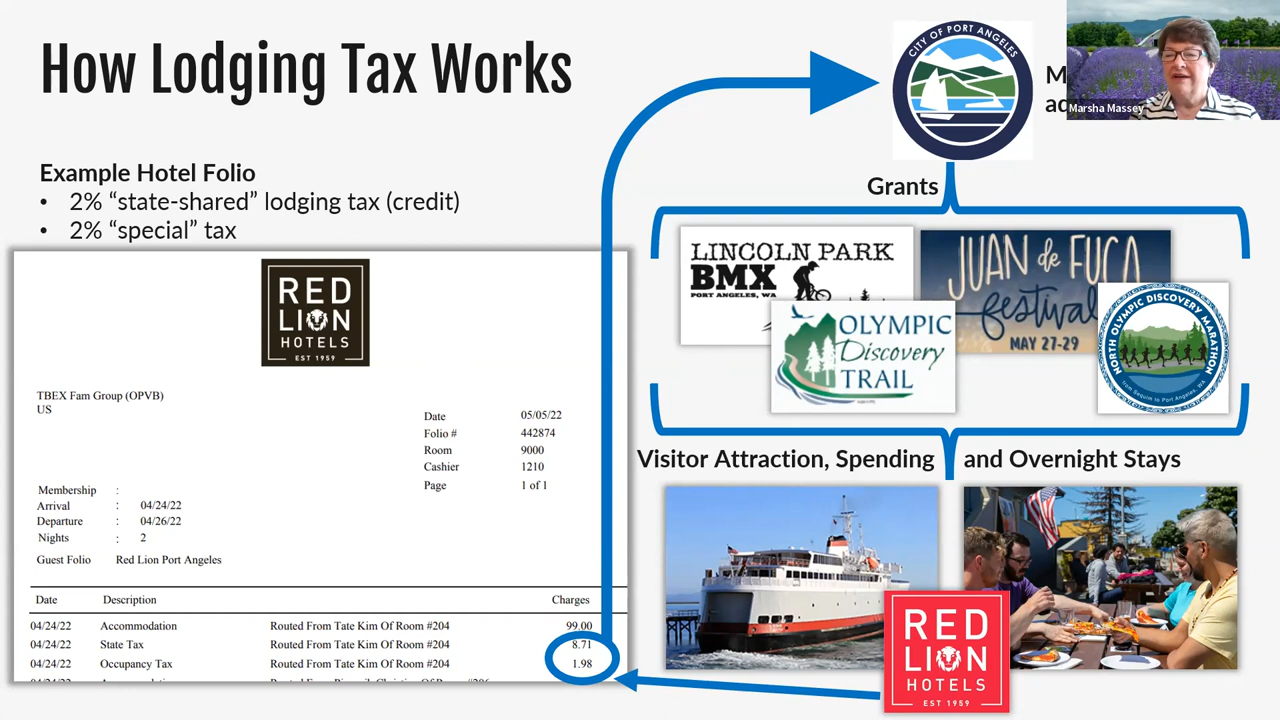 How Lodging Tax Works
Example Hotel Folio
• 2% “state-shared” lodging tax (credit)
• 2% “special” tax
RED
LION
HOTELS
EST 1959
TBEX Fam Group (OPVB)
US
Date 05/05/22
Folio # 442874
Room 9000
Cashier 1210
Page 1 of 1
Membership :
Arrival : 04/24/22
Departure : 04/26/22
Nights : 2
Guest Folio Red Lion Port Angeles
Date Description Charges
04/24/22 Accommodation Routed From Tate Kim Of Room #204 99.00
04/24/22 State Tax Routed From Tate Kim Of Room #204 8.71
04/24/22 Occupancy Tax Routed From Tate Kim Of Room #204 1.98
CITY OF PORT ANGELES
Marsha Massey
Grants
LINCOLN PARK
BMX
PORT ANGELES, WA
JUAN de FUCA
festival
MAY 27-29
OLYMPIC
Discovery
TRAIL
NORTH OLYMPIC DISCOVERY MARATHON
from Sequim to Port Angeles, WA
Visitor Attraction, Spending and Overnight Stays
RED
LION
HOTELS
EST 1959